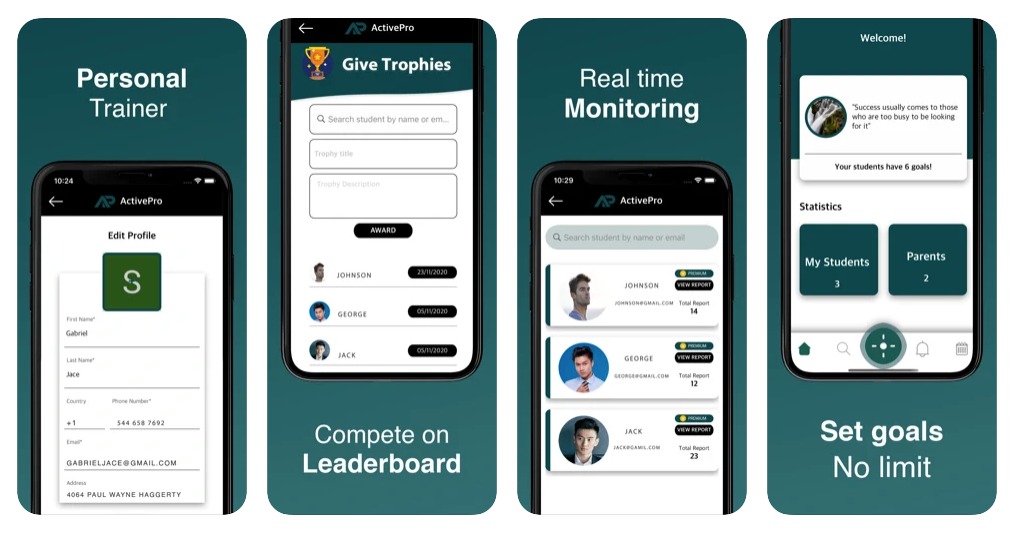 Personal
Trainer
10:24
AP ActivePro
Edit Profile
S
First Name*
Gabriel
Last Name*
Jace
Country
Phone Number*
+1
544 658 7692
Email*
GABRIELJACE@GMAIL.COM
Address
4064 PAUL WAYNE HAGGERTY
AP ActivePro
Give Trophies
Search student by name or em...
Trophy title
Trophy Description
AWARD
JOHNSON 23/11/2020
GEORGE 05/11/2020
JACK 05/11/2020
Compete on
Leaderboard
Real time
Monitoring
10:29
AP ActivePro
Search student by name or email
PREMIUM
JOHNSON VIEW REPORT
JOHNSON@GMAIL.COM Total Report
14
PREMIUM
GEORGE VIEW REPORT
GEORGE@GMAIL.COM Total Report
12
PREMIUM
JACK VIEW REPORT
JACK@GAMIL.COM Total Report
23
Welcome!
"Success usually comes to those
who are too busy to be looking
for it"
Your students have 6 goals!
Statistics
My Students
3
Parents
2
Set goals
No limit